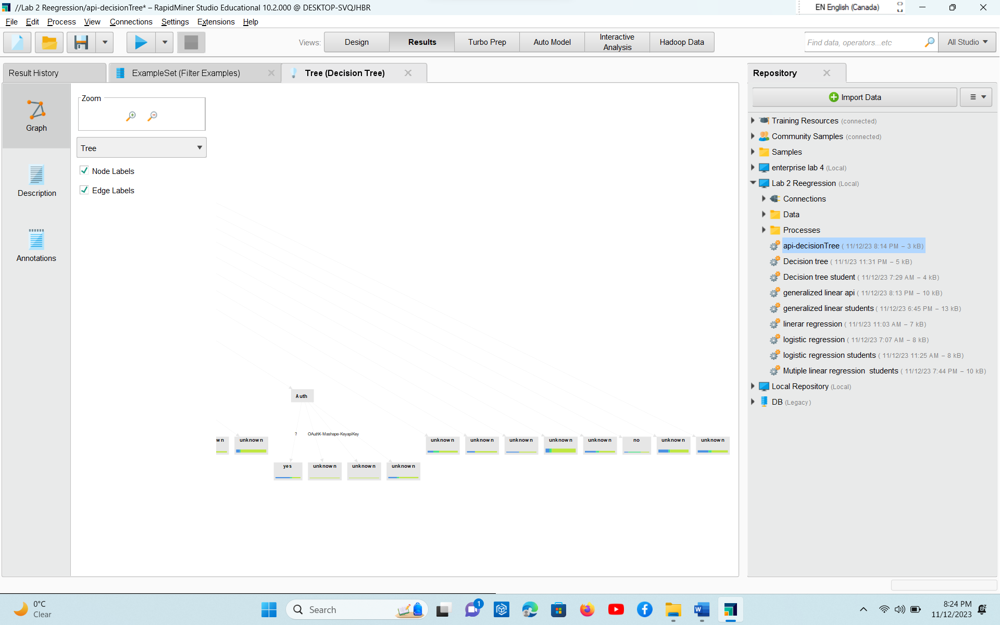 //Lab 2 Reegression/api-decisionTree* – RapidMiner Studio Educational 10.2.000 @ DESKTOP-SVQJHBR
EN English (Canada)
File Edit Process View Connections Settings Extensions Help
Views:
Design
Results
Turbo Prep
Auto Model
Interactive
Analysis
Hadoop Data
Find data, operators...etc
All Studio
Result History
ExampleSet (Filter Examples)
Tree (Decision Tree)
Graph
Description
Annotations
Zoom
Tree
Node Labels
Edge Labels
Auth
? OAuthX-Mashape-KeyapiKey
wn
unknown
unknown
unknown
unknown
unknown
unknown
no
unknown
unknown
yes
unknown
unknown
unknown
Repository
Import Data
Training Resources (connected)
Community Samples (connected)
Samples
enterprise lab 4 (Local)
Lab 2 Reegression (Local)
Connections
Data
Processes
api-decisionTree ( 11/12/23 8:14 PM – 3 kB)
Decision tree ( 11/1/23 11:31 PM – 5 kB)
Decision tree student ( 11/12/23 7:29 AM – 4 kB)
generalized linear api ( 11/12/23 8:13 PM – 10 kB)
generalized linear students ( 11/12/23 6:45 PM – 13 kB)
linerar regression ( 11/1/23 11:03 AM – 7 kB)
logistic regression ( 11/12/23 7:07 AM – 8 kB)
logistic regression students ( 11/12/23 11:25 AM – 8 kB)
Mutiple linear regression students ( 11/12/23 7:44 PM – 10 kB)
Local Repository (Local)
DB (Legacy)
0°C
Clear
Search
1
8:24 PM
11/12/2023